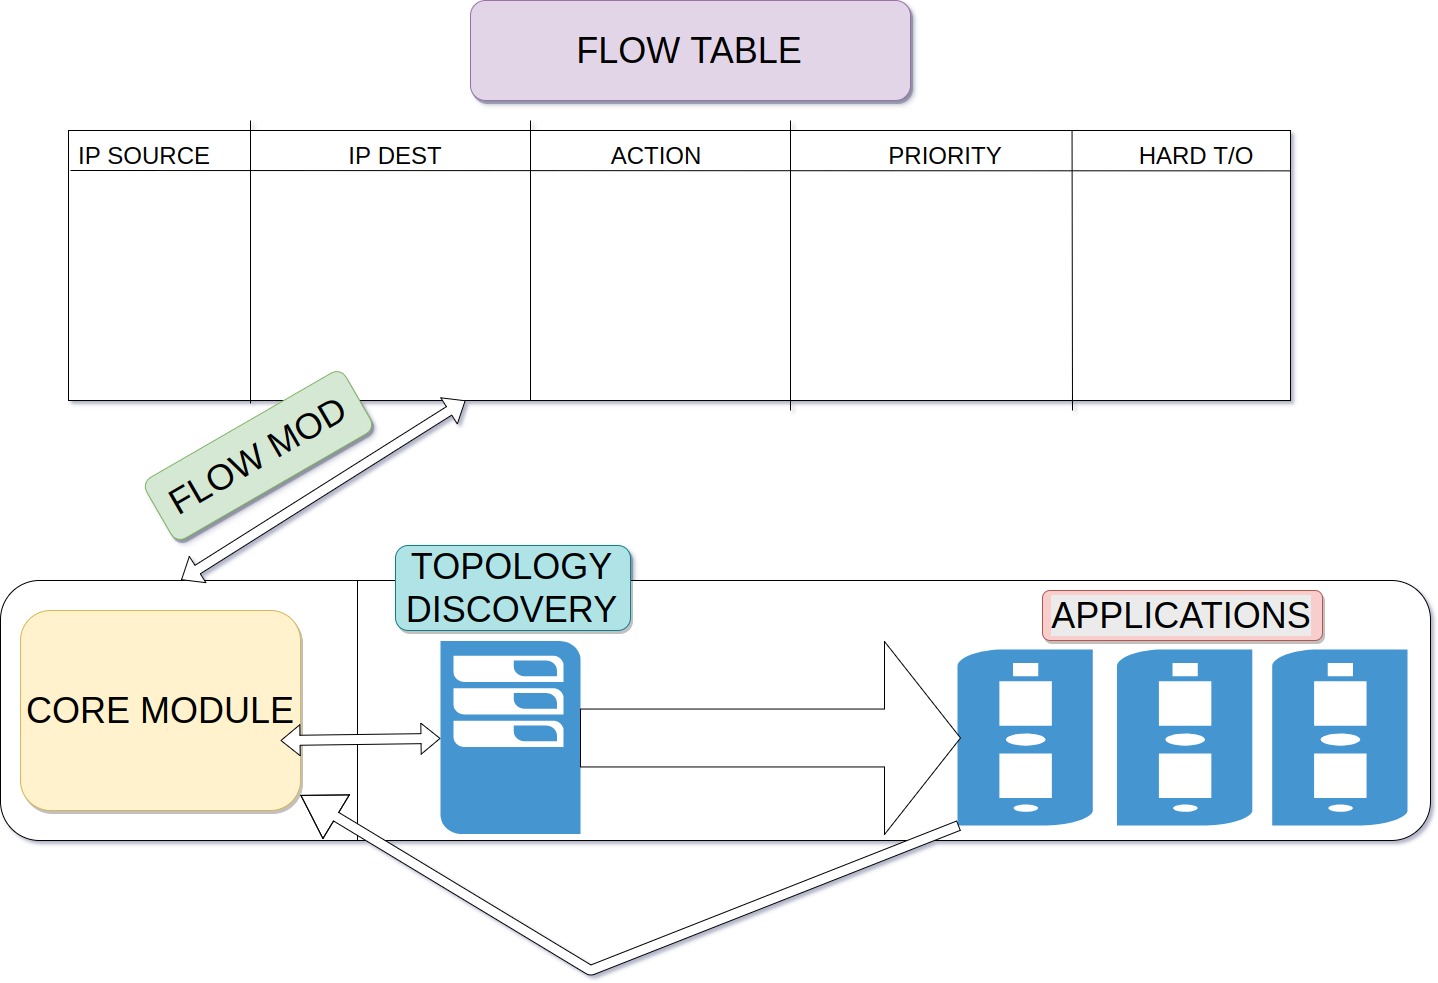 FLOW TABLE
IP SOURCE
IP DEST
ACTION
PRIORITY
HARD T/O
FLOW MOD
TOPOLOGY
DISCOVERY
APPLICATIONS
CORE MODULE